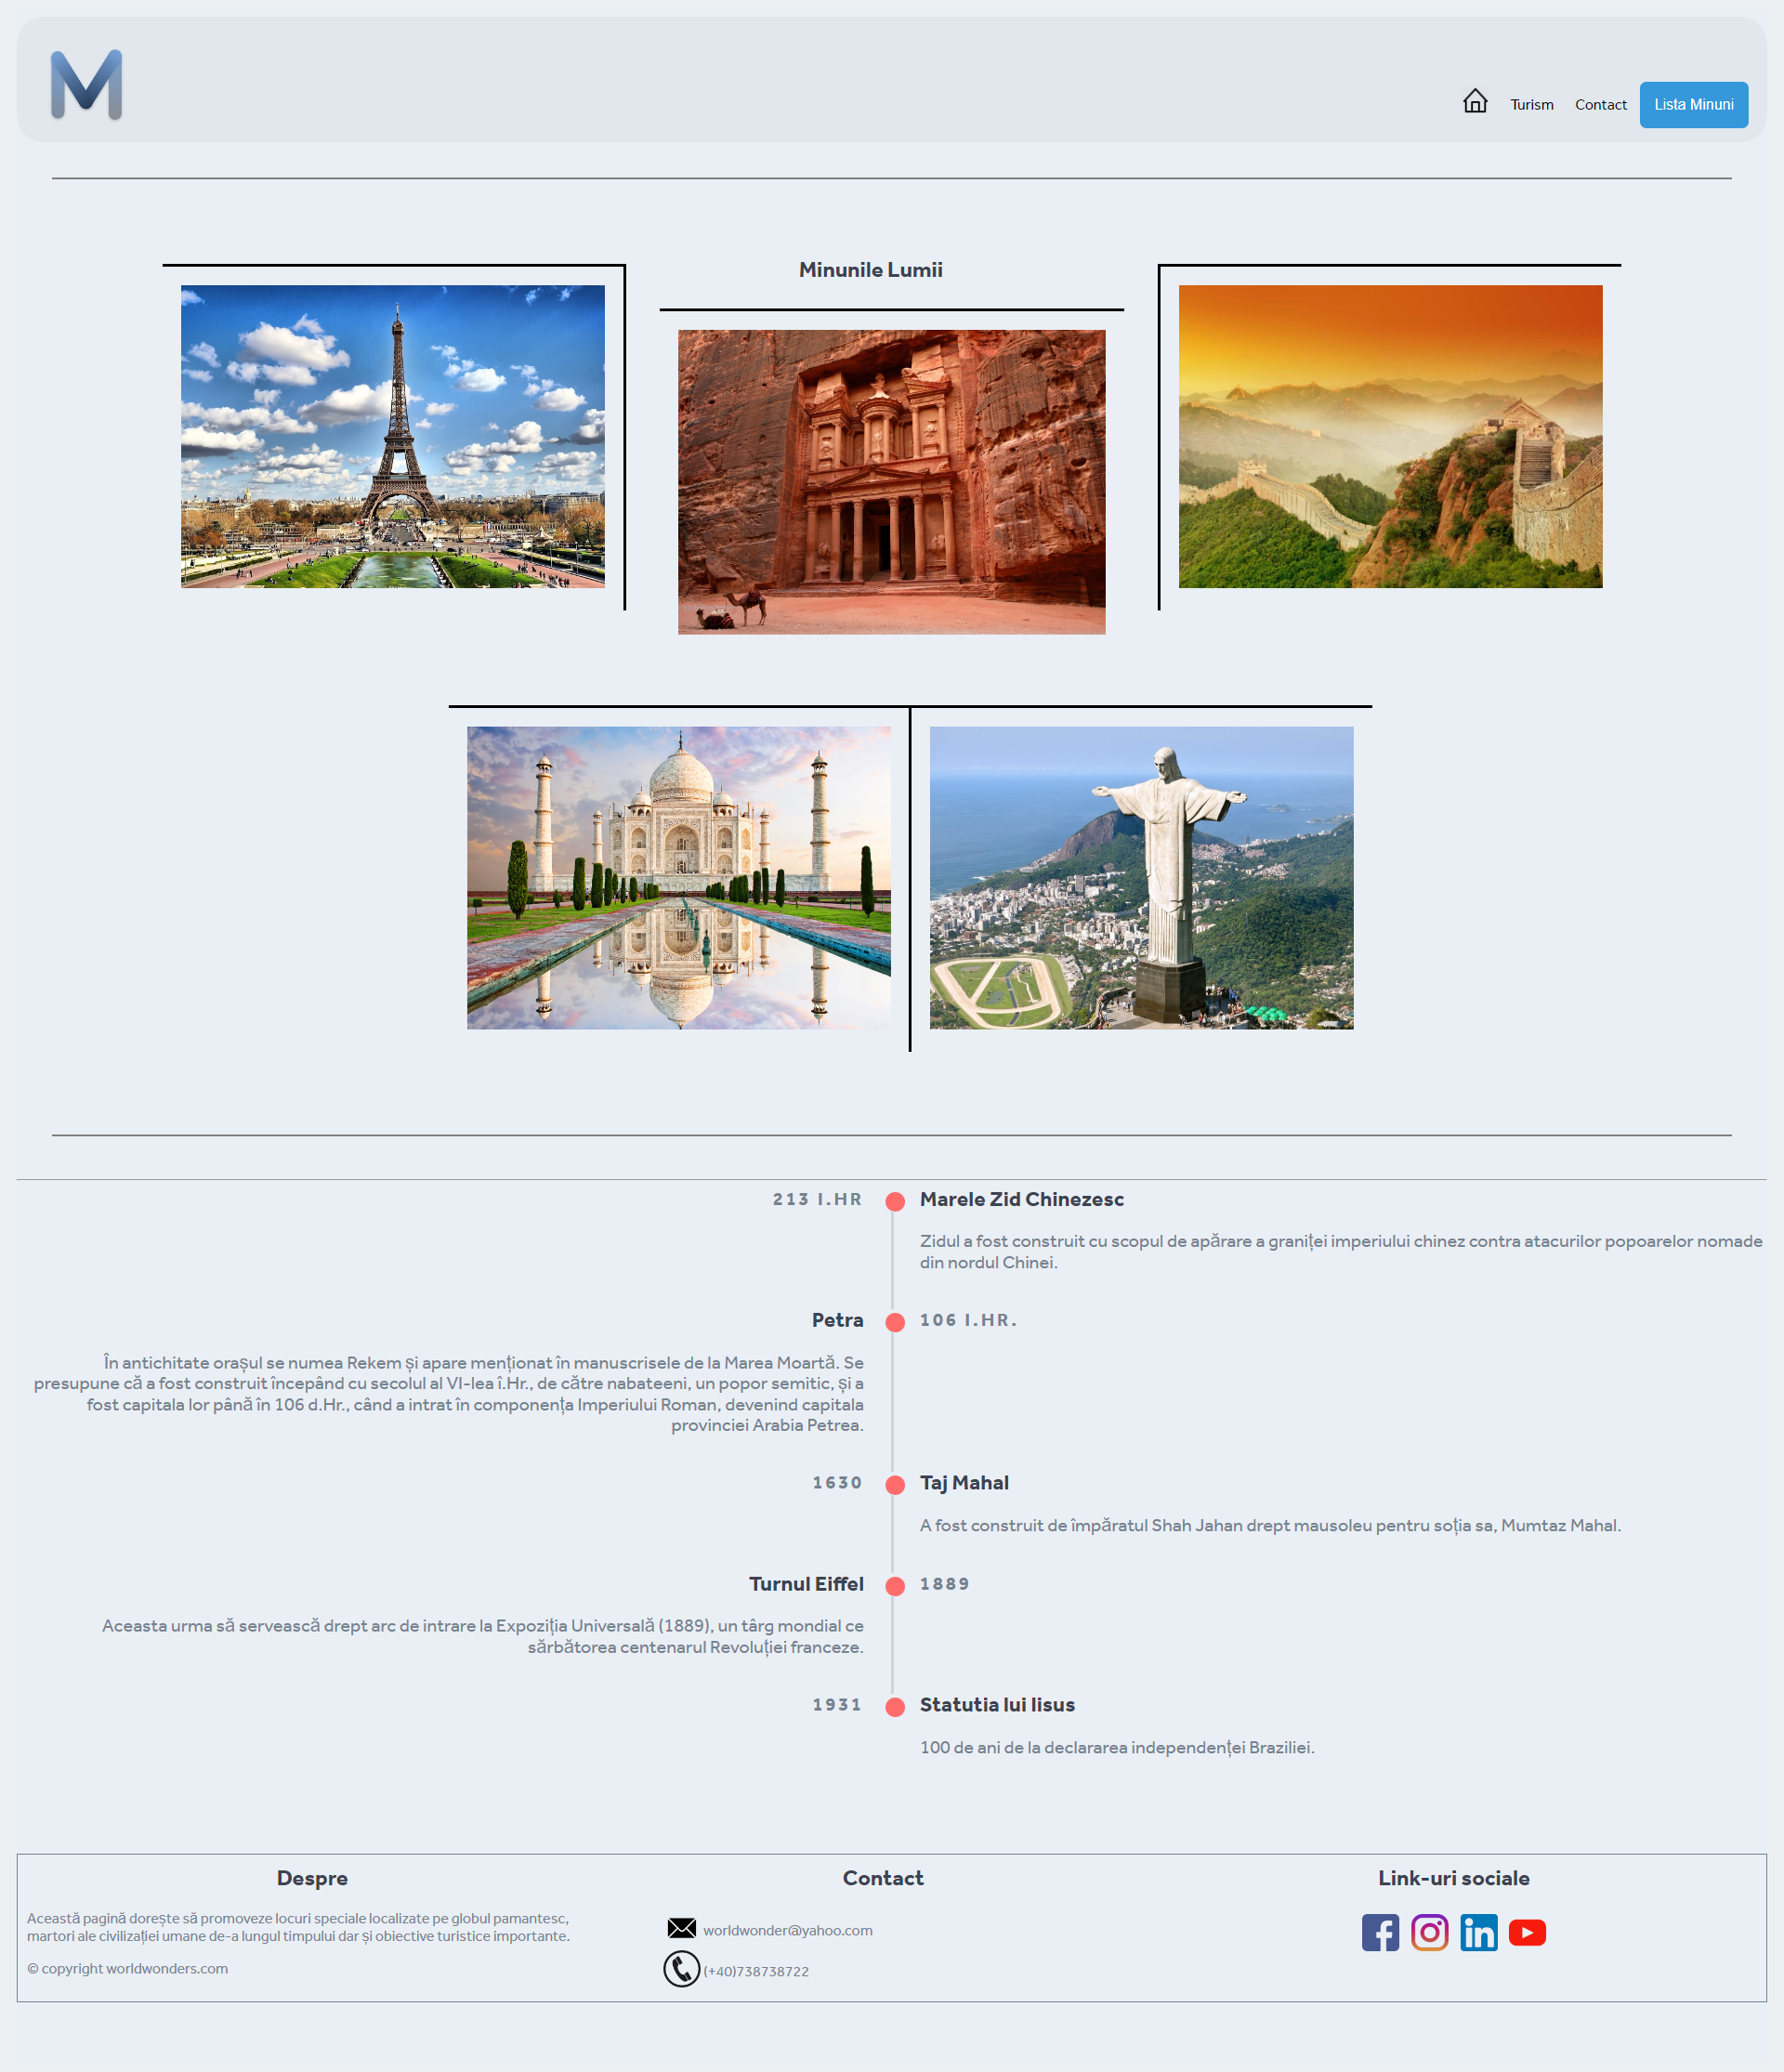 M
Turism
Contact
Lista Minuni
Minunile Lumii
213 I.HR
Marele Zid Chinezesc
Zidul a fost construit cu scopul de apărare a graniței imperiului chinez contra atacurilor popoarelor nomade
din nordul Chinei.
Petra
106 I.HR.
În antichitate orașul se numea Rekem și apare menționat în manuscrisele de la Marea Moartă. Se
presupune că a fost construit începând cu secolul al VI-lea î.Hr., de către nabateeni, un popor semitic, și a
fost capitala lor până în 106 d.Hr., când a intrat în componența Imperiului Roman, devenind capitala
provinciei Arabia Petrea.
1630
Taj Mahal
A fost construit de împăratul Shah Jahan drept mausoleu pentru soția sa, Mumtaz Mahal.
Turnul Eiffel
1889
Aceasta urma să servească drept arc de intrare la Expoziția Universală (1889), un târg mondial ce
sărbătorea centenarul Revoluției franceze.
1931
Statutia lui Iisus
100 de ani de la declararea independenței Braziliei.
Despre
Această pagină dorește să promoveze locuri speciale localizate pe globul pamantesc,
martori ale civilizației umane de-a lungul timpului dar și obiective turistice importante.
© copyright worldwonders.com
Contact
worldwonder@yahoo.com
(+40)738738722
Link-uri sociale